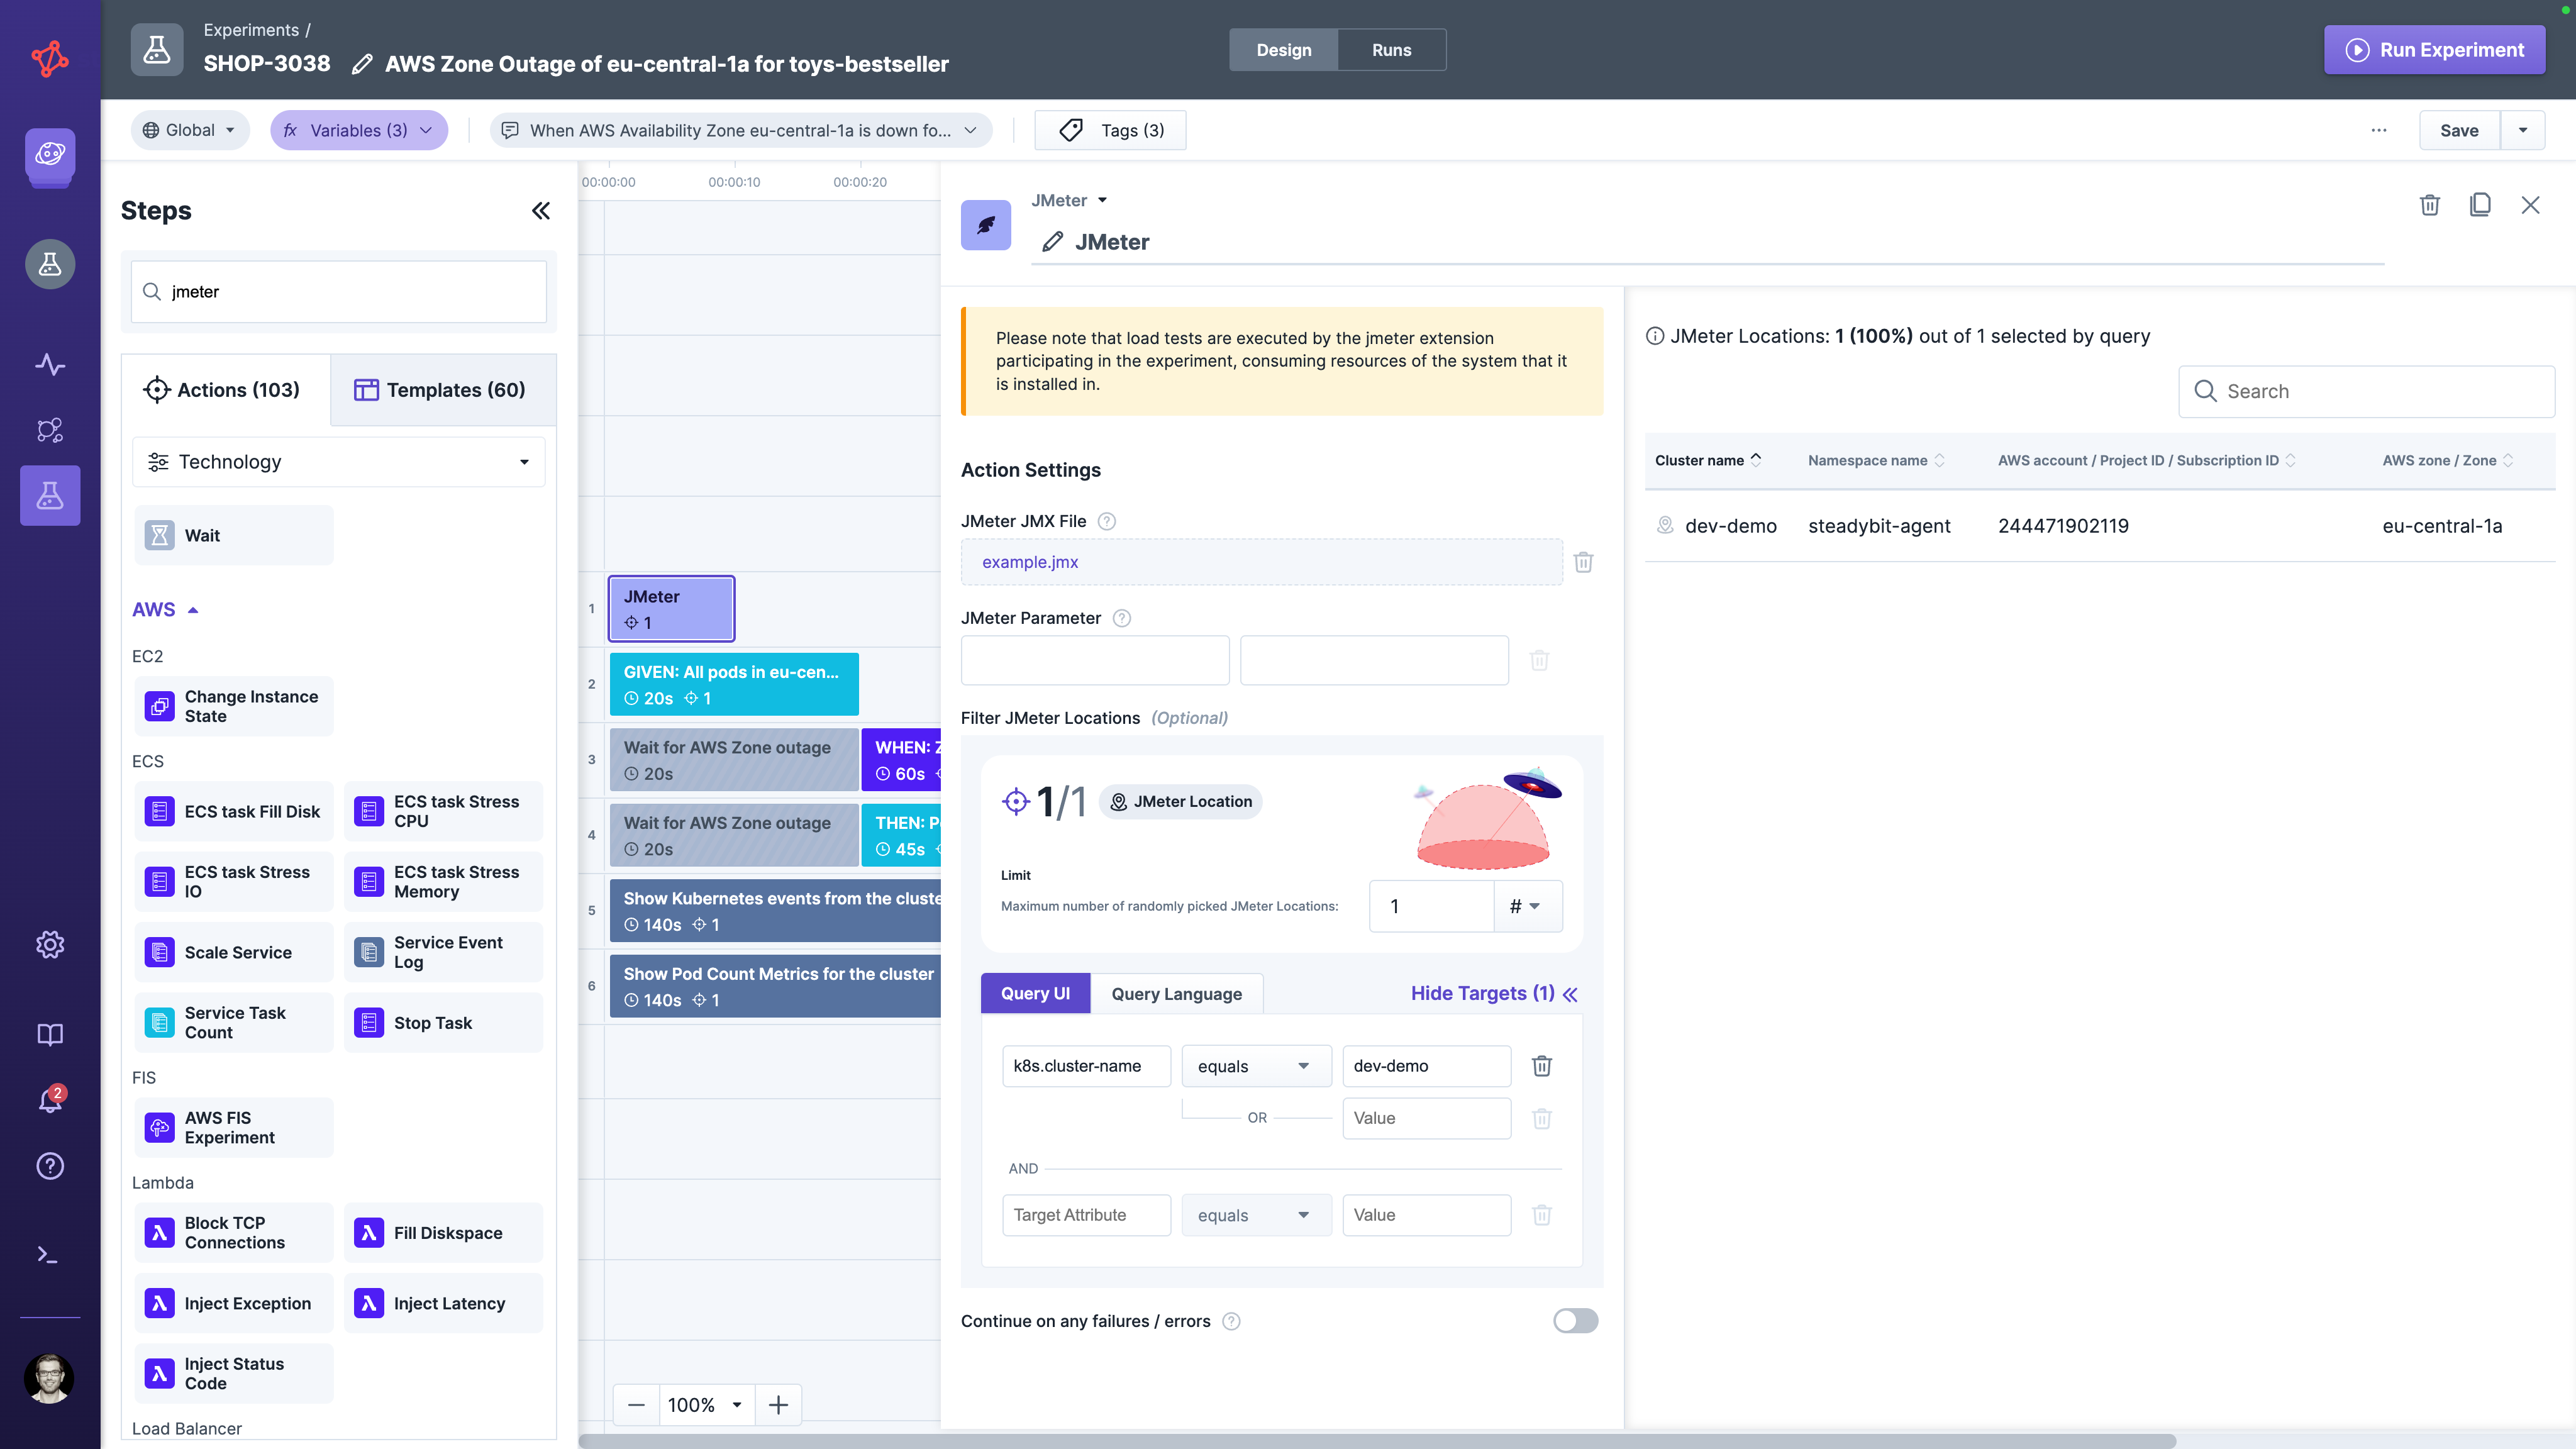 Experiments /
SHOP-3038
AWS Zone Outage of eu-central-1a for toys-bestseller
Design
Runs
Run Experiment
Global
fx Variables (3)
When AWS Availability Zone eu-central-1a is down fo...
Tags (3)
...
Save
Steps
jmeter
Actions (103)
Templates (60)
Technology
Wait
AWS
EC2
Change Instance
State
ECS
ECS task Fill Disk
ECS task Stress
CPU
ECS task Stress
IO
ECS task Stress
Memory
Scale Service
Service Event
Log
Service Task
Count
Stop Task
FIS
AWS FIS
Experiment
Lambda
Block TCP
Connections
Fill Diskspace
Inject Exception
Inject Latency
Inject Status
Code
Load Balancer
2
00:00:00
00:00:10
00:00:20
1
JMeter
1
2
GIVEN: All pods in eu-cen...
20s
1
3
Wait for AWS Zone outage
20s
WHEN: Z
60s
4
Wait for AWS Zone outage
20s
THEN: P
45s
5
Show Kubernetes events from the cluste
140s
1
6
Show Pod Count Metrics for the cluster
140s
1
100%
JMeter
JMeter
Please note that load tests are executed by the jmeter extension
participating in the experiment, consuming resources of the system that it
is installed in.
Action Settings
JMeter JMX File
example.jmx
JMeter Parameter
Filter JMeter Locations (Optional)
1/1
JMeter Location
Limit
Maximum number of randomly picked JMeter Locations:
1
#
Query UI
Query Language
Hide Targets (1)
k8s.cluster-name
equals
dev-demo
OR
Value
AND
Target Attribute
equals
Value
Continue on any failures / errors
JMeter Locations: 1 (100%) out of 1 selected by query
Search
Cluster name
Namespace name
AWS account / Project ID / Subscription ID
AWS zone / Zone
dev-demo
steadybit-agent
244471902119
eu-central-1a